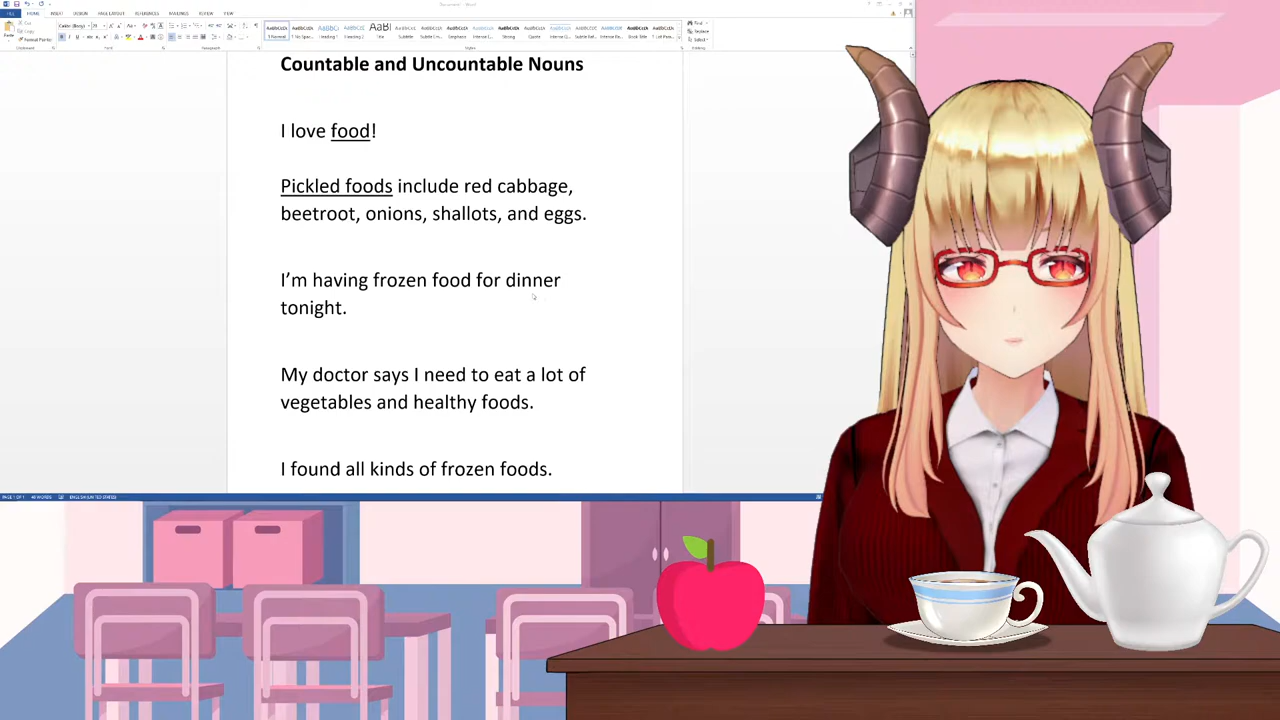 Countable and Uncountable Nouns
I love food!
Pickled foods include red cabbage,
beetroot, onions, shallots, and eggs.
I'm having frozen food for dinner
tonight.
My doctor says I need to eat a lot of
vegetables and healthy foods.
I found all kinds of frozen foods.